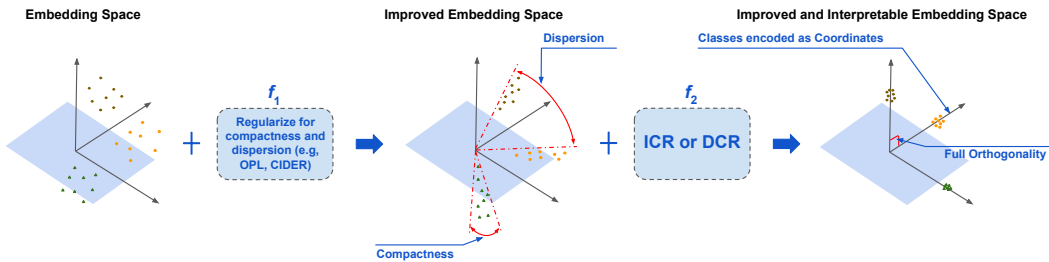 Embedding Space
Improved Embedding Space
Improved and Interpretable Embedding Space
f1
Regularize for
compactness and
dispersion (e.g,
OPL, CIDER)
Dispersion
Compactness
f2
ICR or DCR
Classes encoded as Coordinates
Full Orthogonality